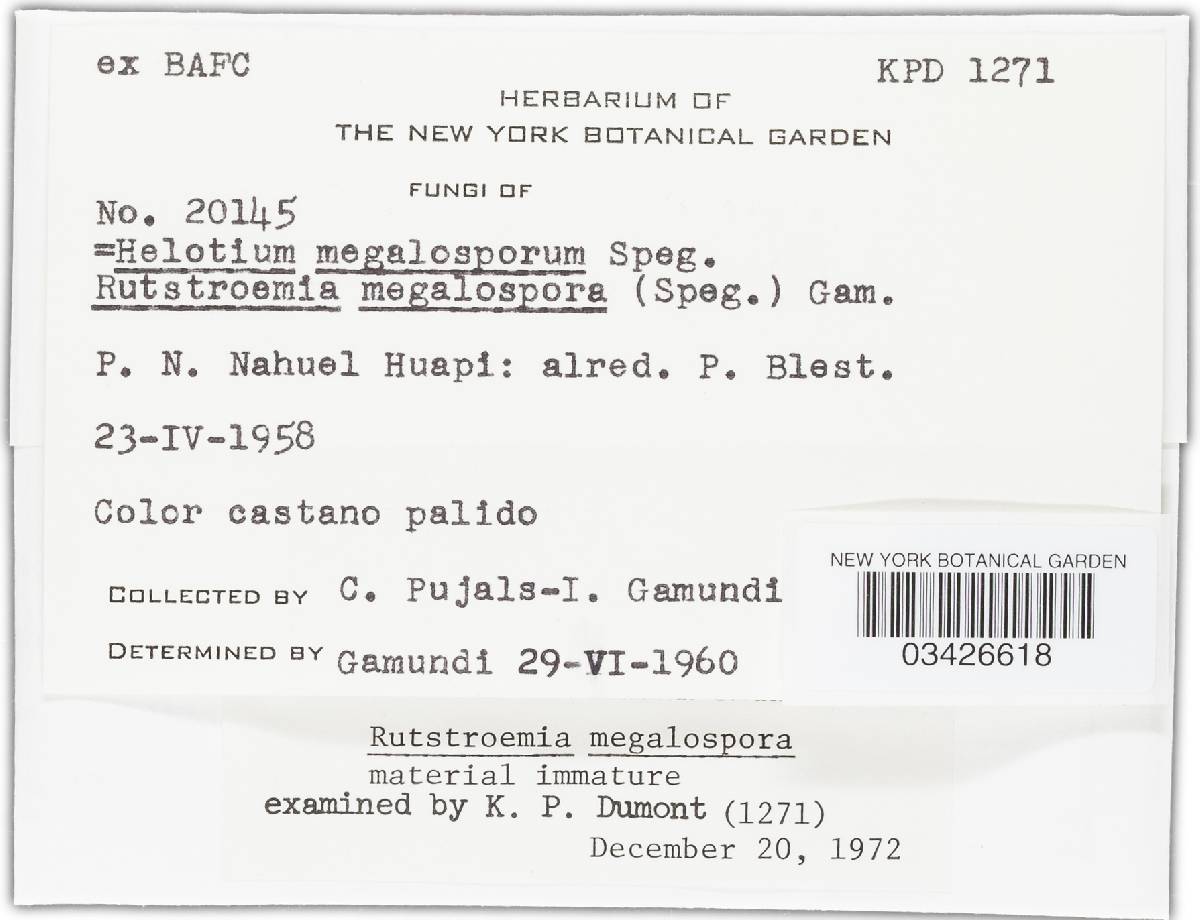 ex BAFC
KPD 1271
HERBARIUM OF
THE NEW YORK BOTANICAL GARDEN
FUNGI OF
No. 20145
=Helotium megalosporum Speg.
Rutstroemia megalospora (Speg.) Gam.
P. N. Nahuel Huapi: alred. P. Blest.
23-IV-1958
Color castano palido
COLLECTED BY C. Pujals-I. Gamundi
DETERMINED BY Gamundi 29-VI-1960
NEW YORK BOTANICAL GARDEN
03426618
Rutstroemia megalospora
material immature
examined by K. P. Dumont (1271)
December 20, 1972